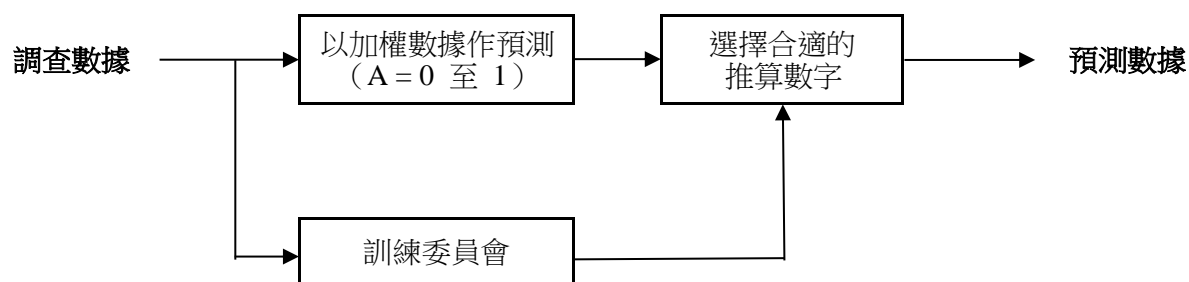 調查數據
以加權數據作預測
（A = 0 至 1）
選擇合適的
推算數字
預測數據
訓練委員會